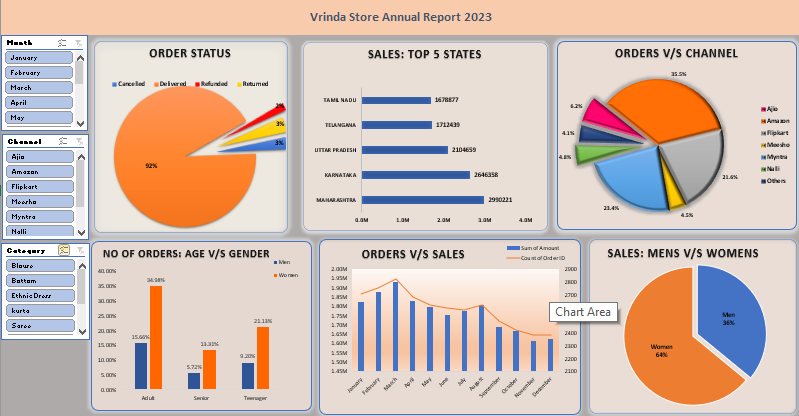 Vrinda Store Annual Report 2023
Month
January
February
March
April
May
Channel
Ajio
Amazon
Flipkart
Meesho
Myntra
Nalli
Category
Blouse
Bottom
Ethnic Dress
kurta
Saree
ORDER STATUS
Cancelled Delivered Refunded Returned
2%
3%
3%
92%
SALES: TOP 5 STATES
TAMIL NADU 1678877
TELANGANA 1712439
UTTAR PRADESH 2104659
KARNATAKA 2646358
MAHARASHTRA 2990221
0.0M 1.0M 2.0M 3.0M 4.0M
ORDERS V/S CHANNEL
35.5%
6.2%
4.1%
4.8%
23.4%
4.5%
21.6%
Ajio
Amazon
Flipkart
Meesho
Myntra
Nalli
Others
NO OF ORDERS: AGE V/S GENDER
Men
Women
40.00%
35.00%
30.00%
25.00%
20.00%
15.00%
10.00%
5.00%
0.00%
15.66% 34.98%
5.72% 13.31%
9.20% 21.13%
Adult Senior Teenager
ORDERS V/S SALES
Sum of Amount
Count of Order ID
2.00M
1.95M
1.90M
1.85M
1.80M
1.75M
1.70M
1.65M
1.60M
1.55M
1.50M
1.45M
2900
2800
2700
2400
2300
2200
2100
January February March April May June July August September October November December
Chart Area
SALES: MENS V/S WOMENS
Men
36%
Women
64%